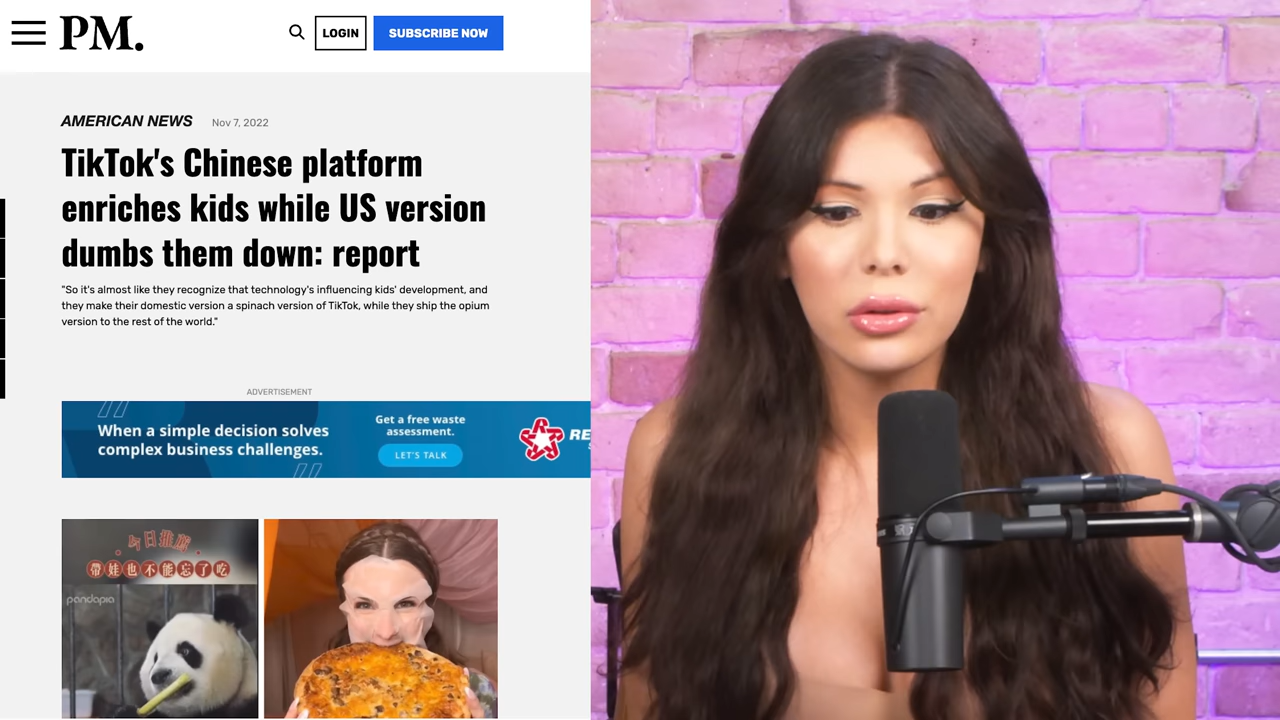 PM.
LOGIN
SUBSCRIBE NOW
AMERICAN NEWS
Nov 7, 2022
TikTok's Chinese platform
enriches kids while US version
dumbs them down: report
"So it's almost like they recognize that technology's influencing kids' development, and
they make their domestic version a spinach version of TikTok, while they ship the opium
version to the rest of the world."
ADVERTISEMENT
When a simple decision solves
complex business challenges.
Get a free waste
assessment.
LET'S TALK
RE
今日推荐
帶娃也不能忘了吃
pandapia